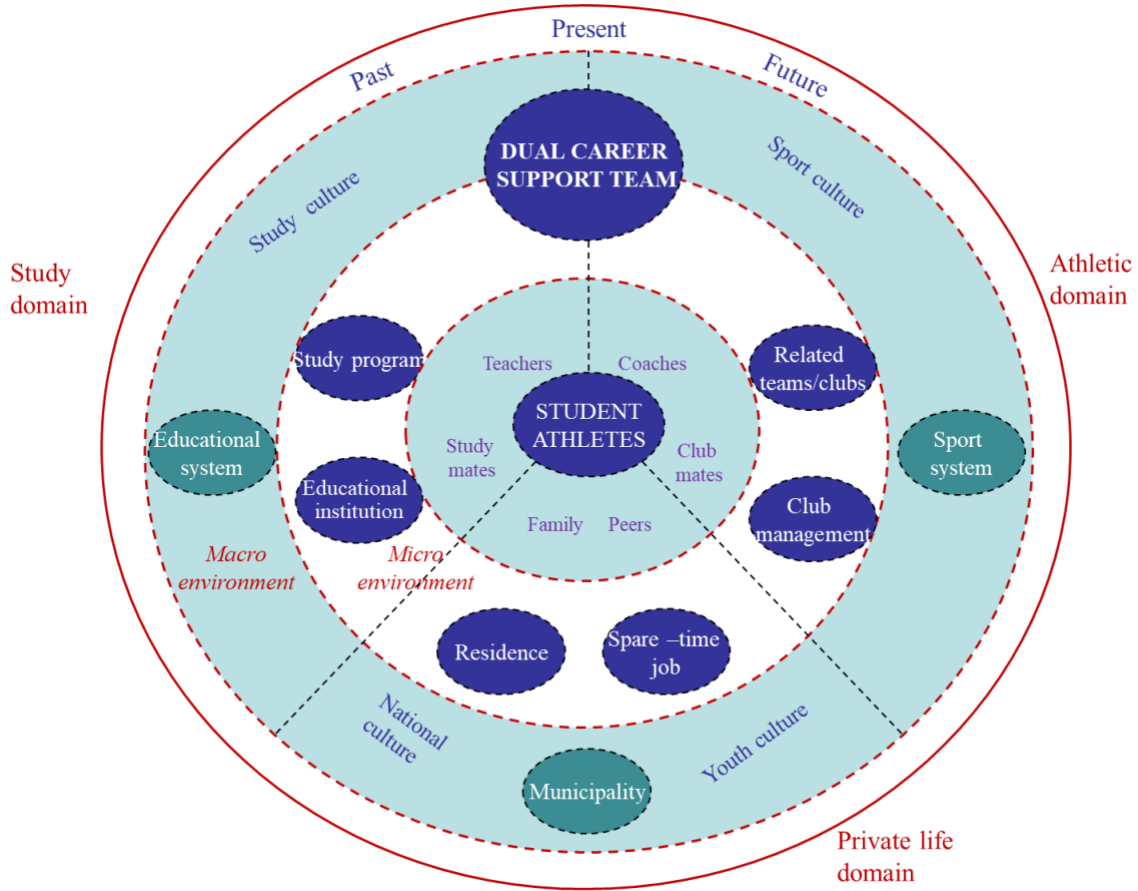 Present
Past
Future
DUAL CAREER
SUPPORT TEAM
Study culture
Sport culture
Study
domain
Athletic
domain
Study program
Teachers
Coaches
Related
teams/clubs
STUDENT
ATHLETES
Educational
system
Study
mates
Club
mates
Sport
system
Educational
institution
Club
management
Family
Peers
Macro
environment
Micro
environment
Residence
Spare –time
job
National
culture
Youth culture
Municipality
Private life
domain